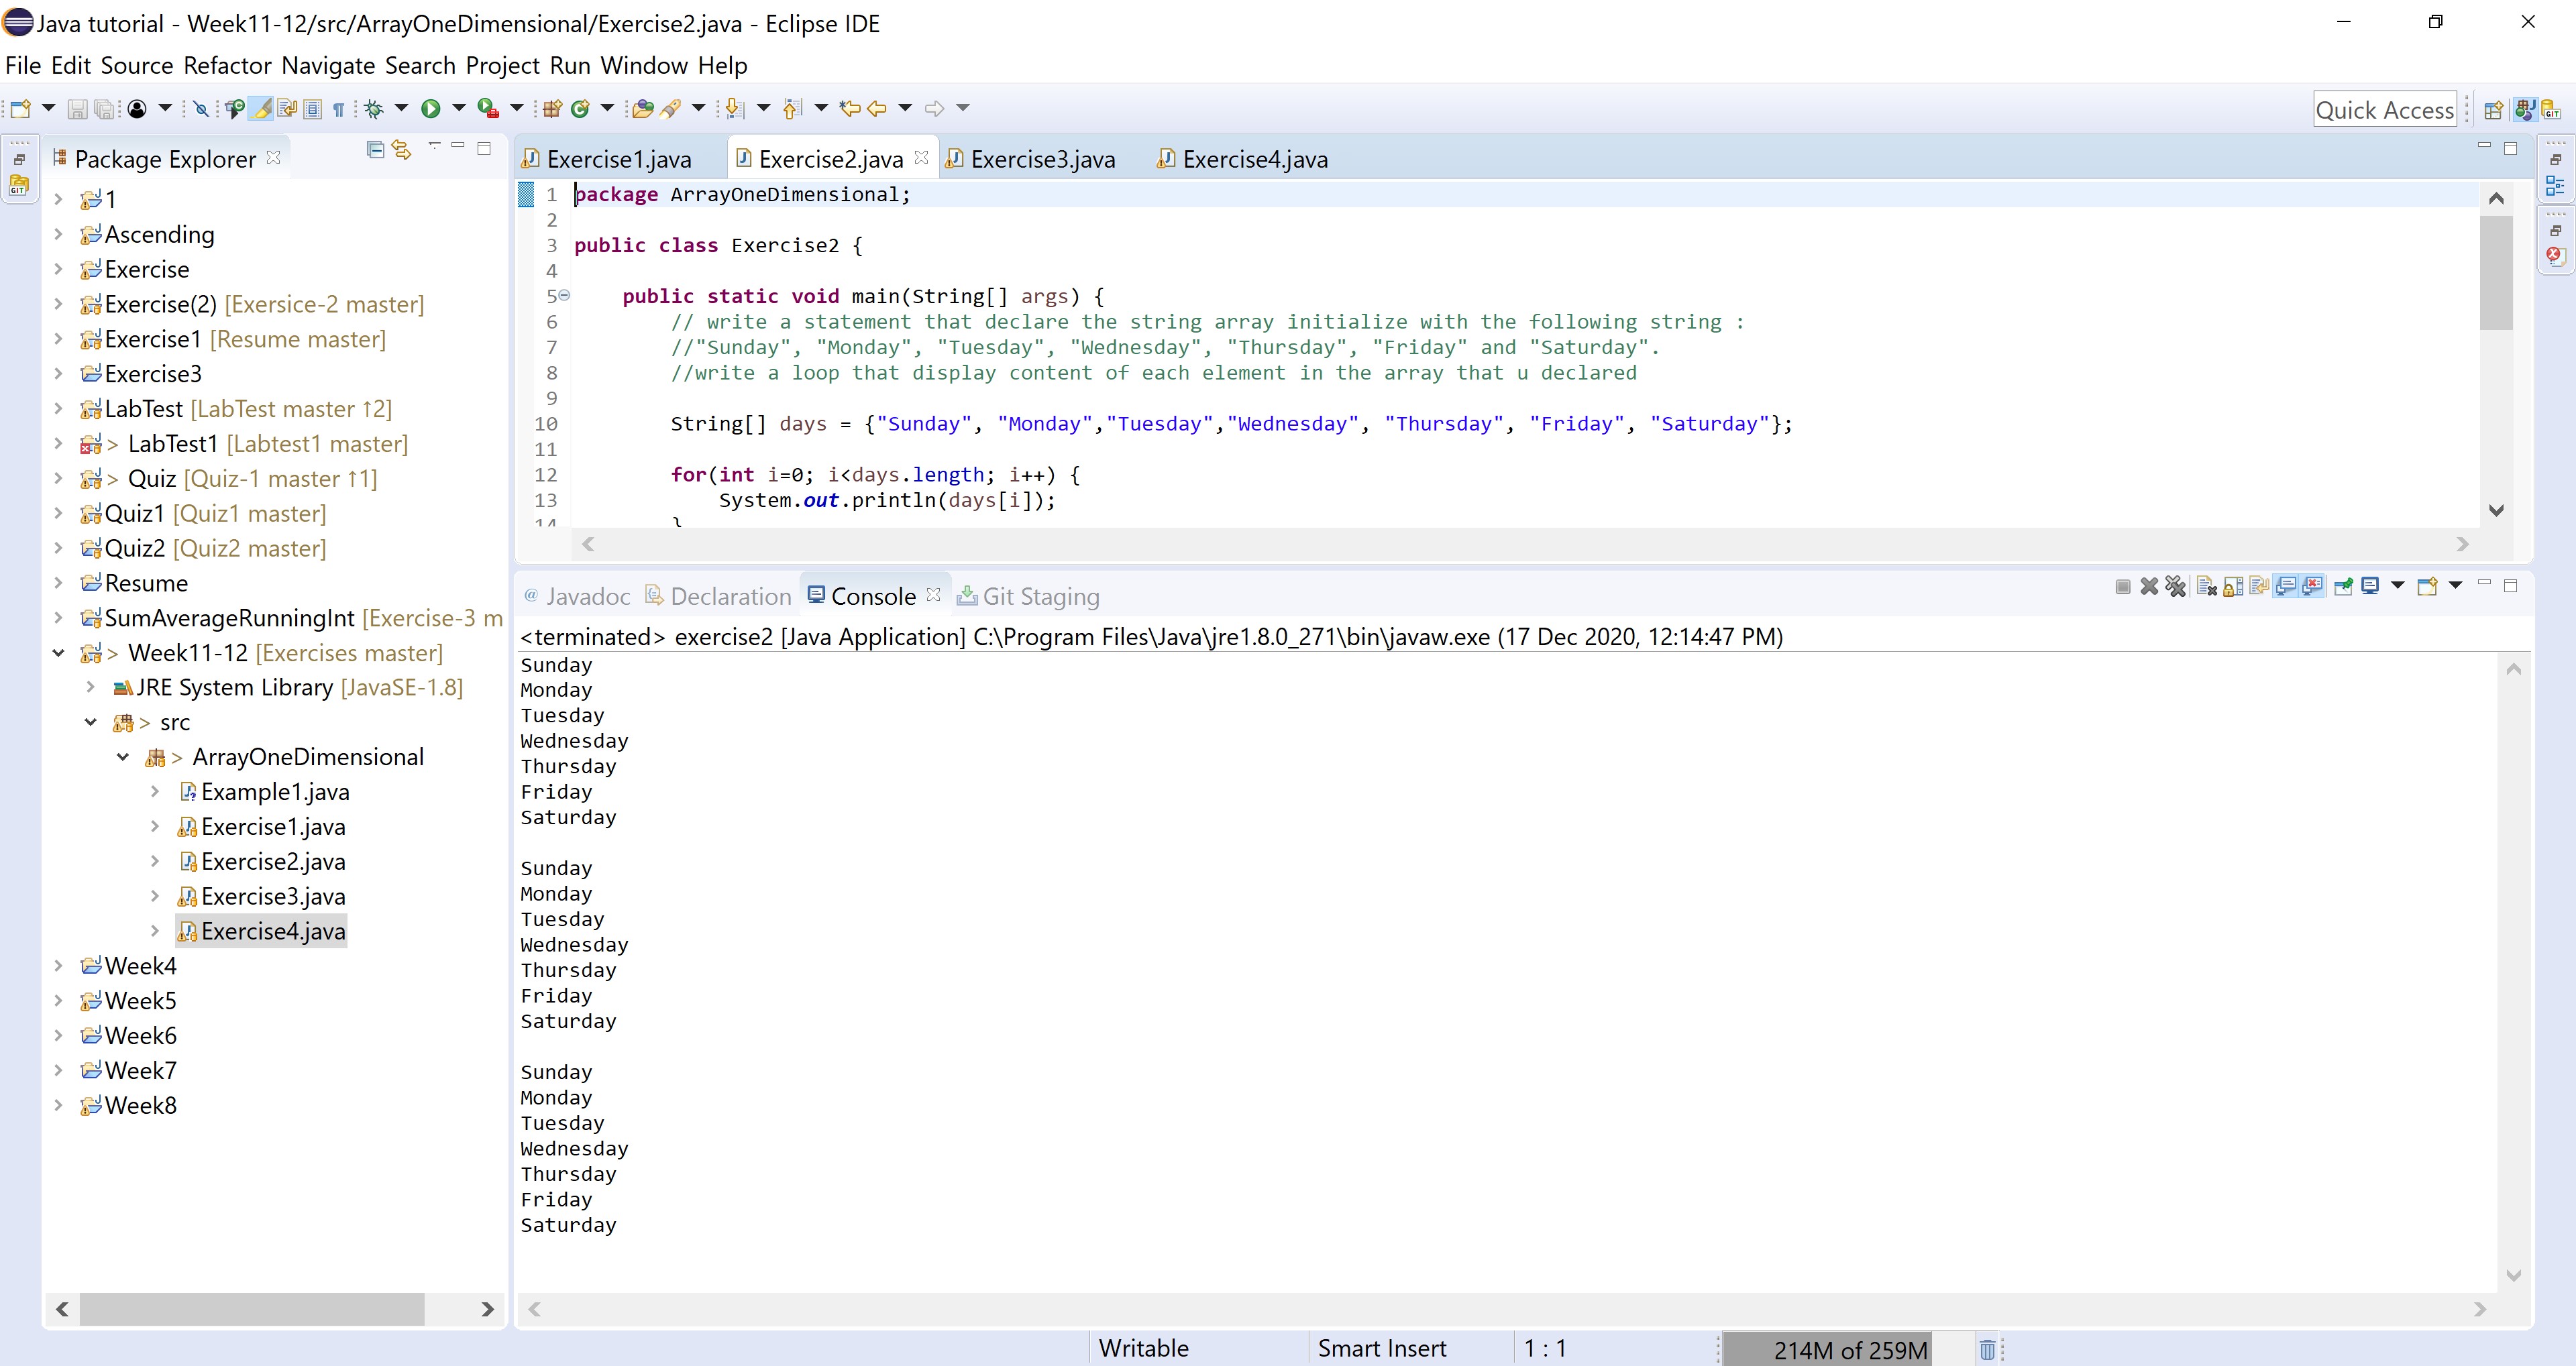 Java tutorial - Week11-12/src/ArrayOneDimensional/Exercise2.java - Eclipse IDE
File Edit Source Refactor Navigate Search Project Run Window Help
Quick Access
Package Explorer
1
Ascending
Exercise
Exercise(2) [Exersice-2 master]
Exercise1 [Resume master]
Exercise3
LabTest [LabTest master ↑2]
> LabTest1 [Labtest1 master]
> Quiz [Quiz-1 master ↑1]
Quiz1 [Quiz1 master]
Quiz2 [Quiz2 master]
Resume
SumAverageRunningInt [Exercise-3 m
> Week11-12 [Exercises master]
JRE System Library [JavaSE-1.8]
> src
> ArrayOneDimensional
Example1.java
Exercise1.java
Exercise2.java
Exercise3.java
Exercise4.java
Week4
Week5
Week6
Week7
Week8
Exercise1.java Exercise2.java Exercise3.java Exercise4.java
1 package ArrayOneDimensional;
2
3 public class Exercise2 {
4
5 public static void main(String[] args) {
6 // write a statement that declare the string array initialize with the following string :
7 //"Sunday", "Monday", "Tuesday", "Wednesday", "Thursday", "Friday" and "Saturday".
8 //write a loop that display content of each element in the array that u declared
9
10 String[] days = {"Sunday", "Monday","Tuesday","Wednesday", "Thursday", "Friday", "Saturday"};
11
12 for(int i=0; i<days.length; i++) {
13 System.out.println(days[i]);
14 }
@ Javadoc Declaration Console Git Staging
<terminated> exercise2 [Java Application] C:\Program Files\Java\jre1.8.0_271\bin\javaw.exe (17 Dec 2020, 12:14:47 PM)
Sunday
Monday
Tuesday
Wednesday
Thursday
Friday
Saturday
Sunday
Monday
Tuesday
Wednesday
Thursday
Friday
Saturday
Sunday
Monday
Tuesday
Wednesday
Thursday
Friday
Saturday
Writable Smart Insert 1 : 1 214M of 259M